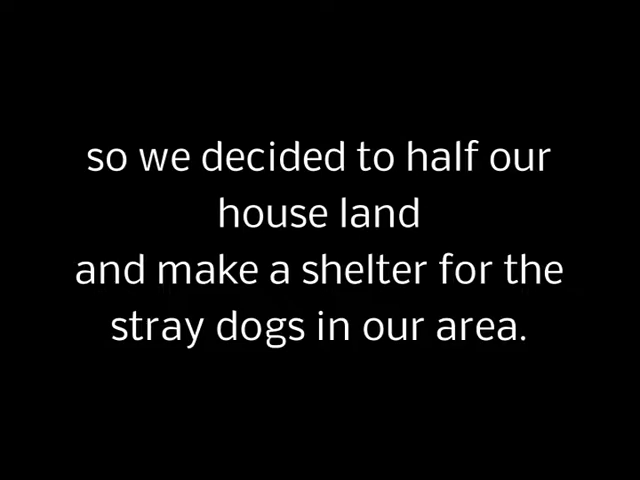 so we decided to half our
house land
and make a shelter for the
stray dogs in our area.